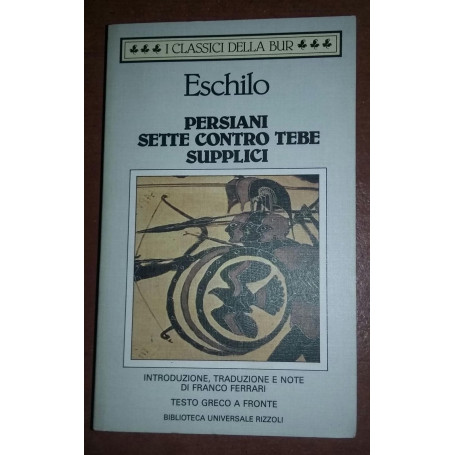 I CLASSICI DELLA BUR
Eschilo
PERSIANI
SETTE CONTRO TEBE
SUPPLICI
INTRODUZIONE, TRADUZIONE E NOTE
DI FRANCO FERRARI
TESTO GRECO A FRONTE
BIBLIOTECA UNIVERSALE RIZZOLI